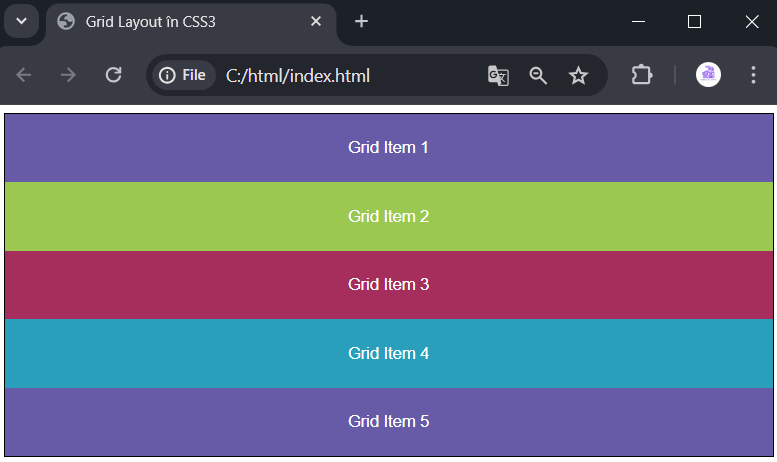 Grid Layout în CSS3
File C:/html/index.html
Grid Item 1
Grid Item 2
Grid Item 3
Grid Item 4
Grid Item 5